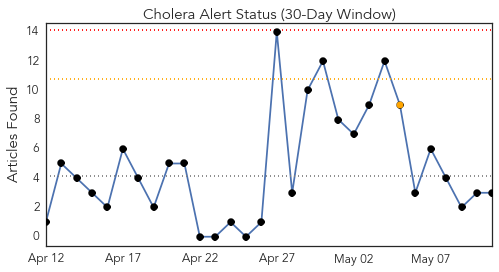 Cholera Alert Status (30-Day Window)
Articles Found
14
12
10
8
6
4
2
0
Apr 12 Apr 17 Apr 22 Apr 27 May 02 May 07